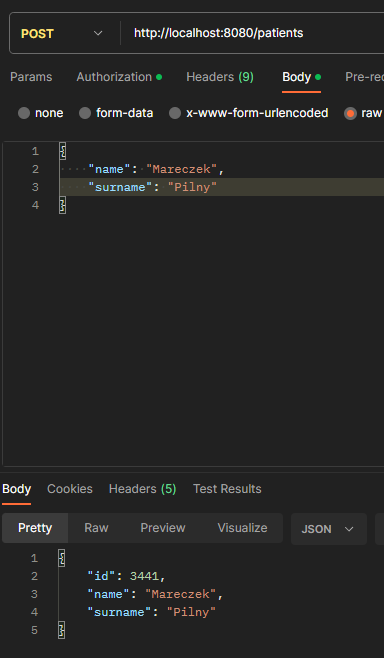 POST http://localhost:8080/patients
Params Authorization Headers (9) Body
none form-data x-www-form-urlencoded raw
1 {
2 "name": "Mareczek",
3 "surname": "Pilny"
4 }
Body Cookies Headers (5) Test Results
Pretty Raw Preview Visualize JSON
1 {
2 "id": 3441,
3 "name": "Mareczek",
4 "surname": "Pilny"
5 }